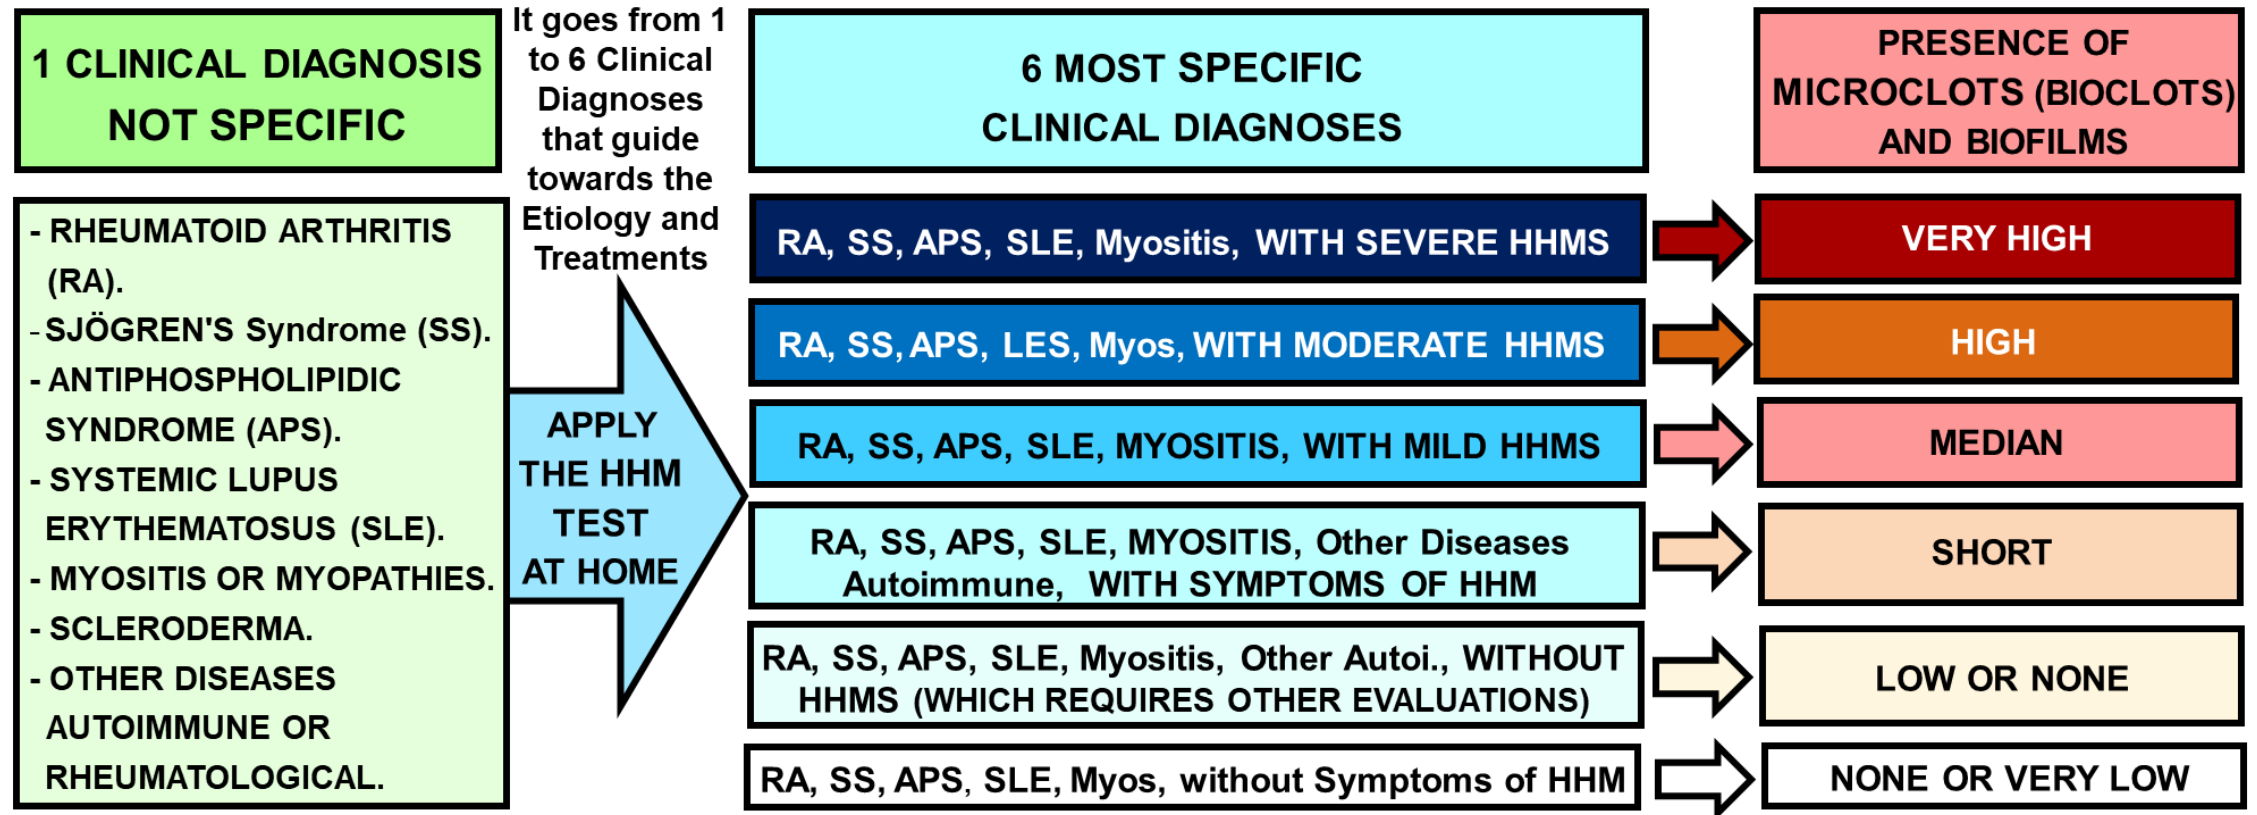 1 CLINICAL DIAGNOSIS
NOT SPECIFIC
- RHEUMATOID ARTHRITIS
(RA).
- SJÖGREN'S Syndrome (SS).
- ANTIPHOSPHOLIPIDIC
SYNDROME (APS).
- SYSTEMIC LUPUS
ERYTHEMATOSUS (SLE).
- MYOSITIS OR MYOPATHIES.
- SCLERODERMA.
- OTHER DISEASES
AUTOIMMUNE OR
RHEUMATOLOGICAL.
It goes from 1
to 6 Clinical
Diagnoses
that guide
towards the
Etiology and
Treatments
APPLY
THE HHM
TEST
AT HOME
6 MOST SPECIFIC
CLINICAL DIAGNOSES
PRESENCE OF
MICROCLOTS (BIOCLOTS)
AND BIOFILMS
RA, SS, APS, SLE, Myositis, WITH SEVERE HHMS
VERY HIGH
RA, SS, APS, LES, Myos, WITH MODERATE HHMS
HIGH
RA, SS, APS, SLE, MYOSITIS, WITH MILD HHMS
MEDIAN
RA, SS, APS, SLE, MYOSITIS, Other Diseases
Autoimmune, WITH SYMPTOMS OF HHM
SHORT
RA, SS, APS, SLE, Myositis, Other Autoi., WITHOUT
HHMS (WHICH REQUIRES OTHER EVALUATIONS)
LOW OR NONE
RA, SS, APS, SLE, Myos, without Symptoms of HHM
NONE OR VERY LOW